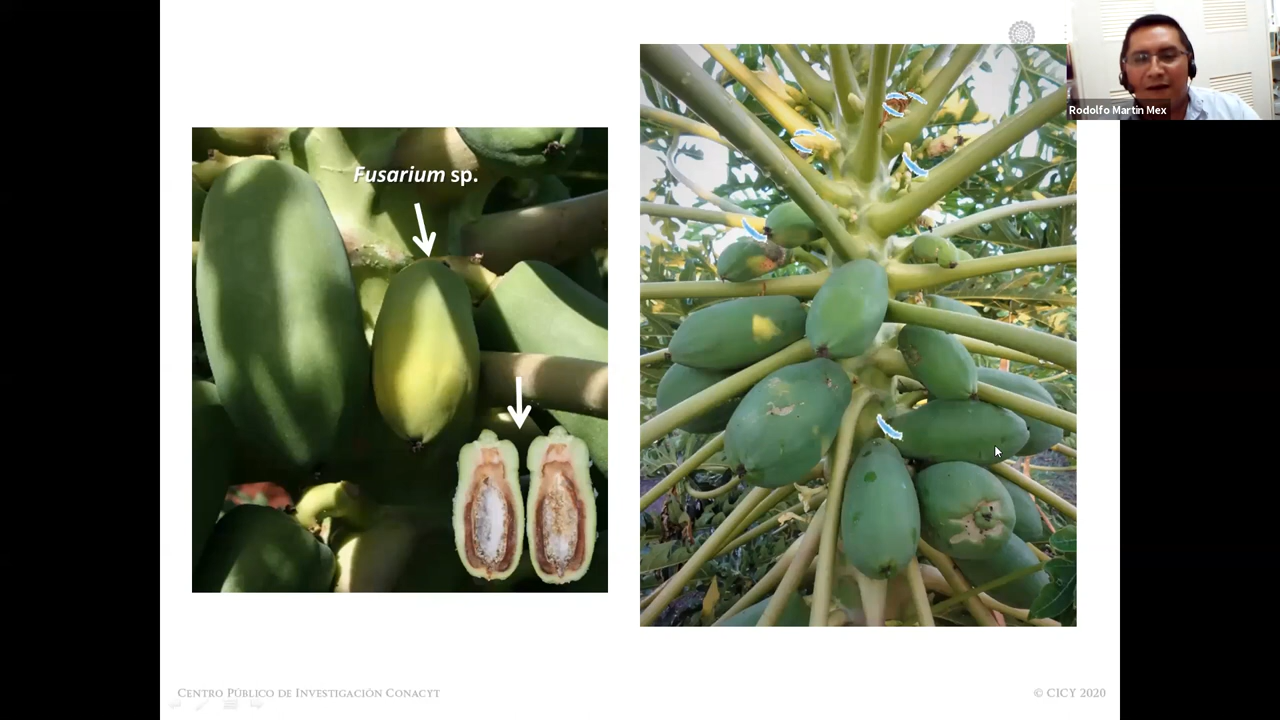 Rodolfo Martín Mex
Fusarium sp.
CENTRO PÚBLICO DE INVESTIGACIÓN CONACYT
© CICY 2020